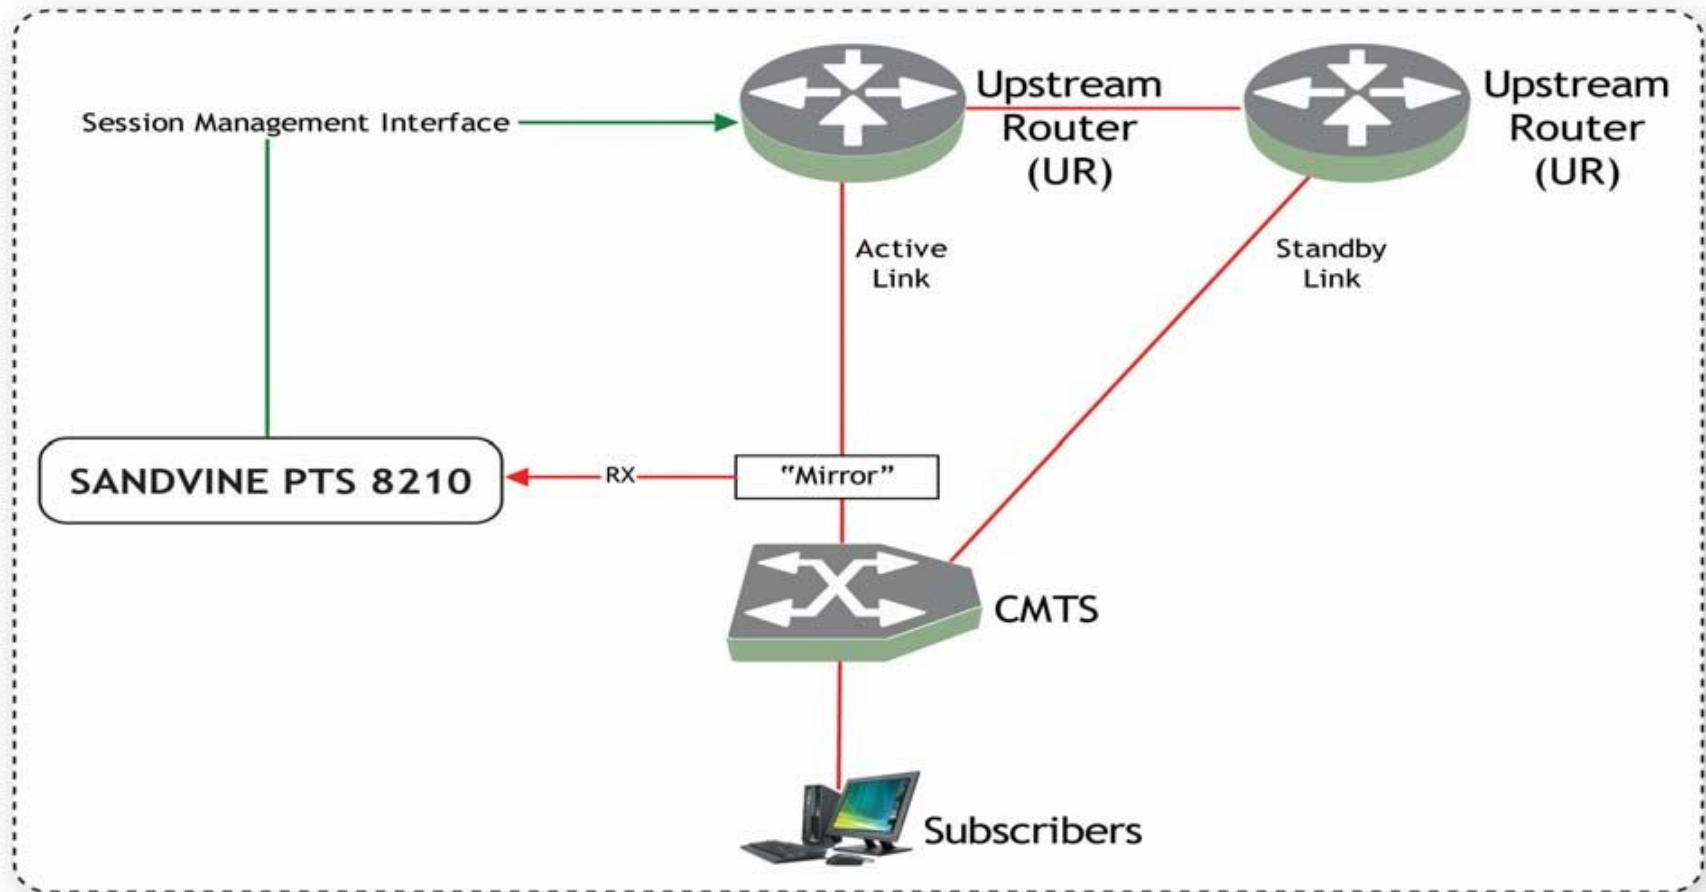 Upstream
Router
(UR)
Upstream
Router
(UR)
Session Management Interface
Active
Link
Standby
Link
SANDVINE PTS 8210
RX
“Mirror”
CMTS
Subscribers